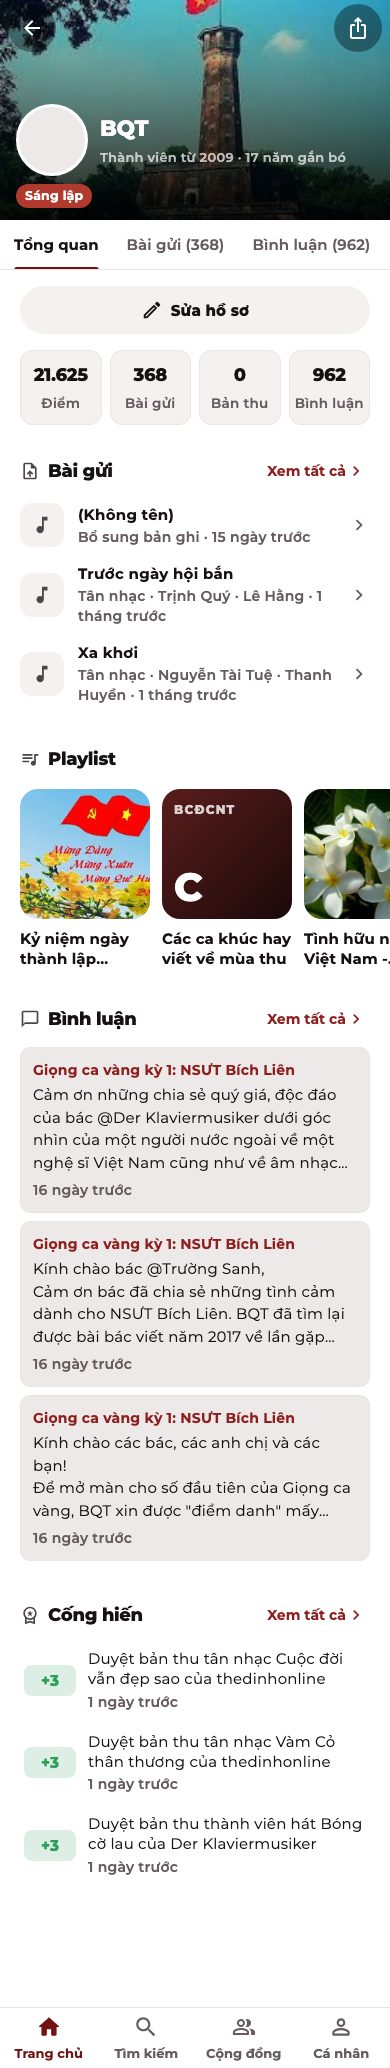 BQT
Thành viên từ 2009 · 17 năm gắn bó
Sáng lập
Tổng quan
Bài gửi (368)
Bình luận (962)
Sửa hồ sơ
21.625
Điểm
368
Bài gửi
0
Bản thu
962
Bình luận
Bài gửi
Xem tất cả
(Không tên)
Bổ sung bản ghi · 15 ngày trước
Trước ngày hội bắn
Tân nhạc · Trịnh Quý · Lê Hằng · 1
tháng trước
Xa khơi
Tân nhạc · Nguyễn Tài Tuệ · Thanh
Huyền · 1 tháng trước
Playlist
Mừng Đảng
Mừng Xuân
Mừng Quê Hư
BCĐCNT
C
Kỷ niệm ngày
thành lập...
Các ca khúc hay
viết về mùa thu
Tình hữu n
Việt Nam -.
Bình luận
Xem tất cả
Giọng ca vàng kỳ 1: NSƯT Bích Liên
Cảm ơn những chia sẻ quý giá, độc đáo
của bác @Der Klaviermusiker dưới góc
nhìn của một người nước ngoài về một
nghệ sĩ Việt Nam cũng như về âm nhạc...
16 ngày trước
Giọng ca vàng kỳ 1: NSƯT Bích Liên
Kính chào bác @Trường Sanh,
Cảm ơn bác đã chia sẻ những tình cảm
dành cho NSƯT Bích Liên. BQT đã tìm lại
được bài bác viết năm 2017 về lần gặp...
16 ngày trước
Giọng ca vàng kỳ 1: NSƯT Bích Liên
Kính chào các bác, các anh chị và các
bạn!
Để mở màn cho số đầu tiên của Giọng ca
vàng, BQT xin được "điểm danh" mấy...
16 ngày trước
Cống hiến
Xem tất cả
+3
Duyệt bản thu tân nhạc Cuộc đời
vẫn đẹp sao của thedinhonline
1 ngày trước
+3
Duyệt bản thu tân nhạc Vàm Cỏ
thân thương của thedinhonline
1 ngày trước
+3
Duyệt bản thu thành viên hát Bóng
cờ lau của Der Klaviermusiker
1 ngày trước
Trang chủ
Tìm kiếm
Cộng đồng
Cá nhân